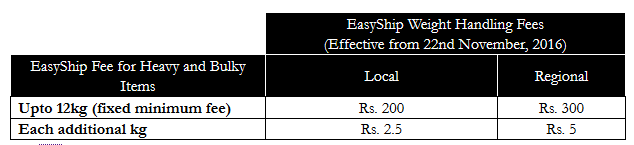 EasyShip Weight Handling Fees
(Effective from 22nd November, 2016)
EasyShip Fee for Heavy and Bulky
Items
Local
Regional
Upto 12kg (fixed minimum fee)
Rs. 200
Rs. 300
Each additional kg
Rs. 2.5
Rs. 5